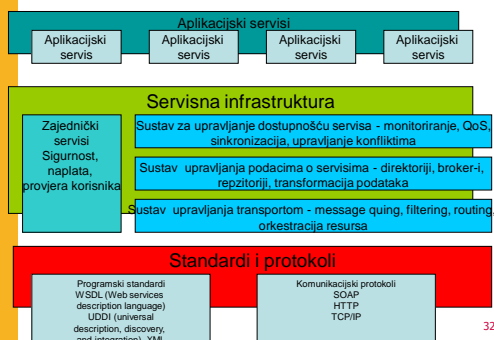 Aplikacijski servisi
Aplikacijski
servis
Aplikacijski
servis
Aplikacijski
servis
Aplikacijski
servis
Servisna infrastruktura
Zajednički
servisi
Sigurnost,
naplata,
provjera korisnika
Sustav za upravljanje dostupnošću servisa - monitoriranje, QoS,
sinkronizacija, upravljanje konfliktima
Sustav upravljanja podacima o servisima - direktoriji, broker-i,
repzitoriji, transformacija podataka
Sustav upravljanja transportom - message quing, filtering, routing,
orkestracija resursa
Standardi i protokoli
Programski standardi
WSDL (Web services
description language)
UDDI (universal
description, discovery,
and integration), XML
Komunikacijski protokoli
SOAP
HTTP
TCP/IP
32